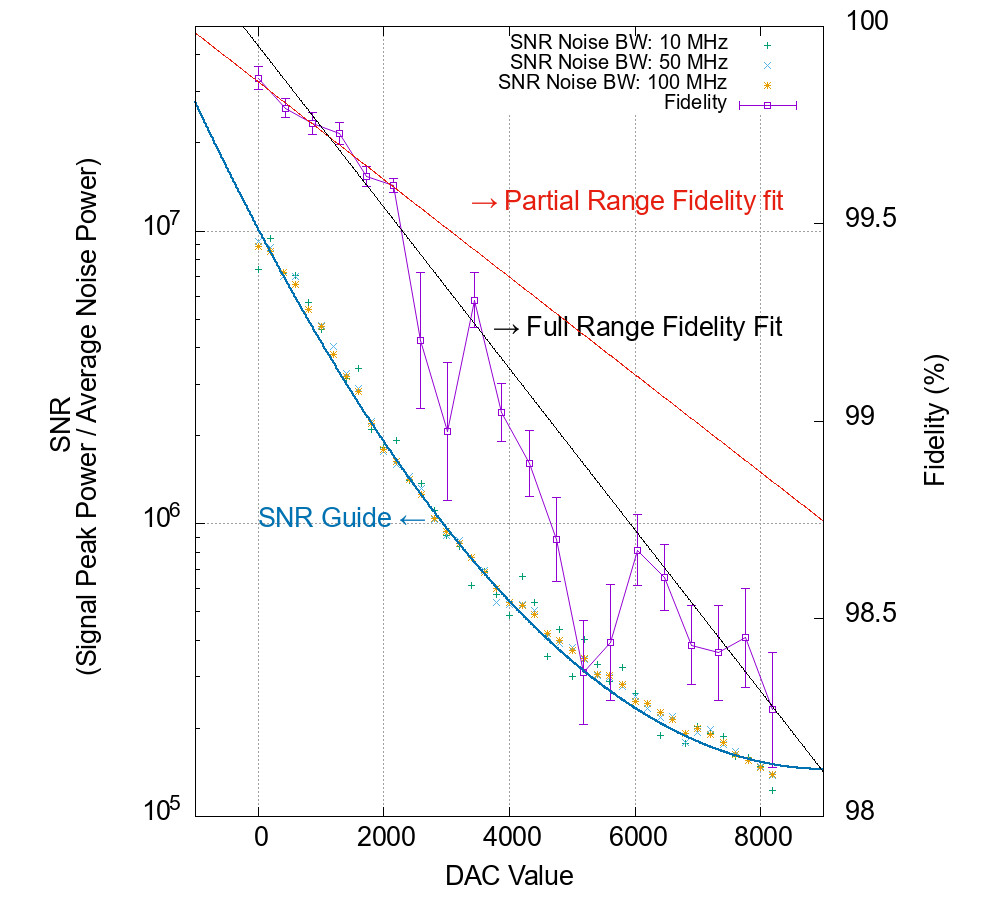 SNR Noise BW: 10 MHz
SNR Noise BW: 50 MHz
SNR Noise BW: 100 MHz
Fidelity
→ Partial Range Fidelity fit
→ Full Range Fidelity Fit
SNR Guide ←
SNR
(Signal Peak Power / Average Noise Power)
10⁷
10⁶
10⁵
100
99.5
99
98.5
98
Fidelity (%)
0 2000 4000 6000 8000
DAC Value